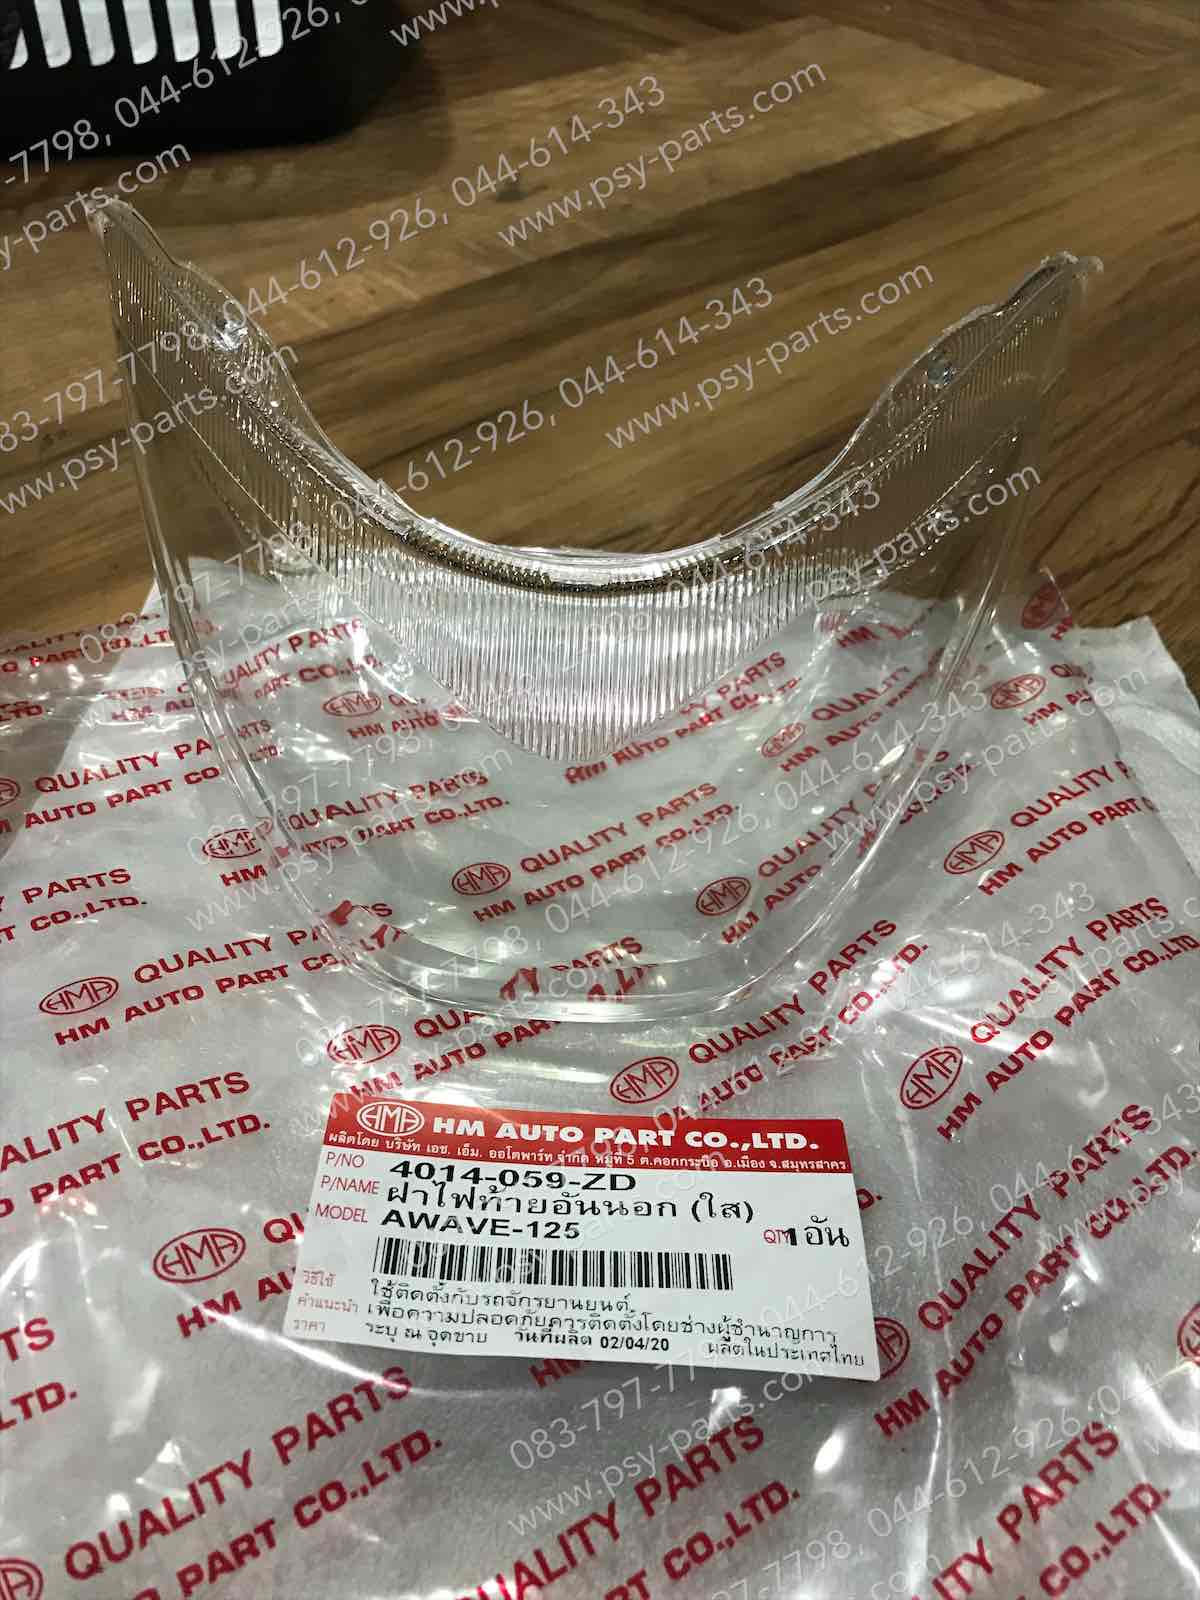 HMA HM AUTO PART CO.,LTD.
ผลิตโดย บริษัท เอช. เอ็ม. ออโตพาร์ท จำกัด หมู่ที่ 5 ต.คอกกระบือ อ.เมือง จ.สมุทรสาคร
P/NO 4014-059-ZD
P/NAME ฝาไฟท้ายอันนอก (ใส)
MODEL AWAVE-125
QTY 1 อัน
วิธีใช้ ใช้ติดตั้งกับรถจักรยานยนต์
คำแนะนำ เพื่อความปลอดภัยควรติดตั้งโดยช่างผู้ชำนาญการ
ราคา ระบุ ณ จุดขาย วันที่ผลิต 02/04/20 ผลิตในประเทศไทย
HMA QUALITY PARTS
HM AUTO PART CO.,LTD.
083-797-7798, 044-612-926, 044-614-343
www.psy-parts.com